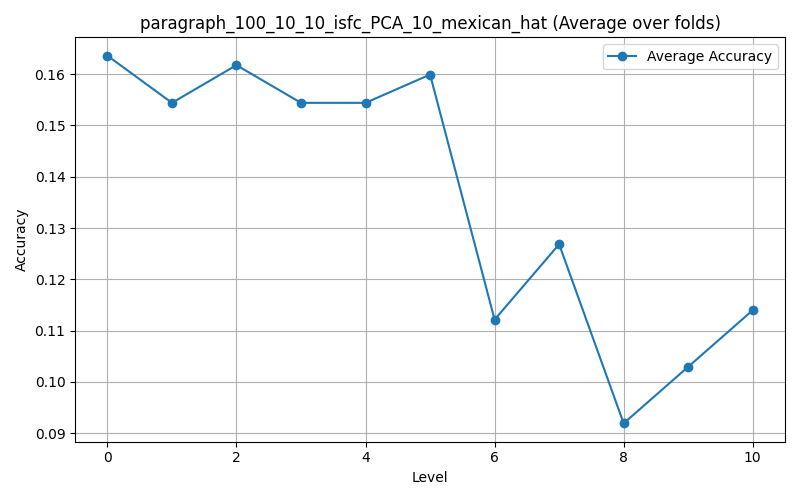 paragraph_100_10_10_isfc_PCA_10_mexican_hat (Average over folds)
Average Accuracy
Accuracy
0.16
0.15
0.14
0.13
0.12
0.11
0.10
0.09
0 2 4 6 8 10
Level